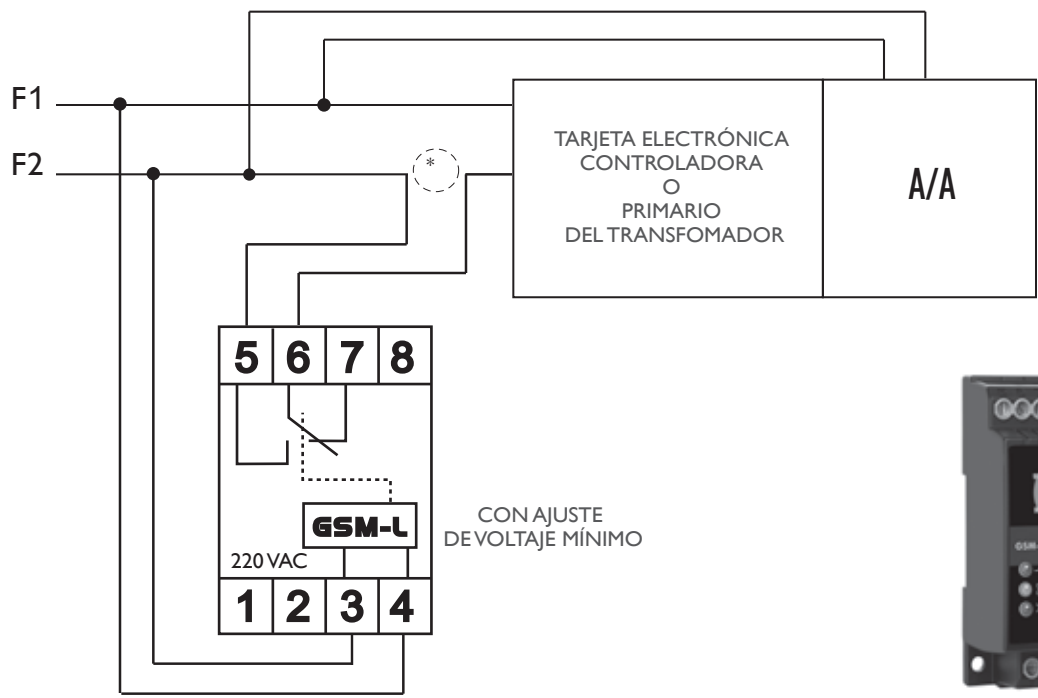 F1
F2
*
TARJETA ELECTRÓNICA
CONTROLADORA
O
PRIMARIO
DEL TRANSFOMADOR
A/A
5 6 7 8
GSM-L
220 VAC
1 2 3 4
CON AJUSTE
DE VOLTAJE MÍNIMO
GSM-